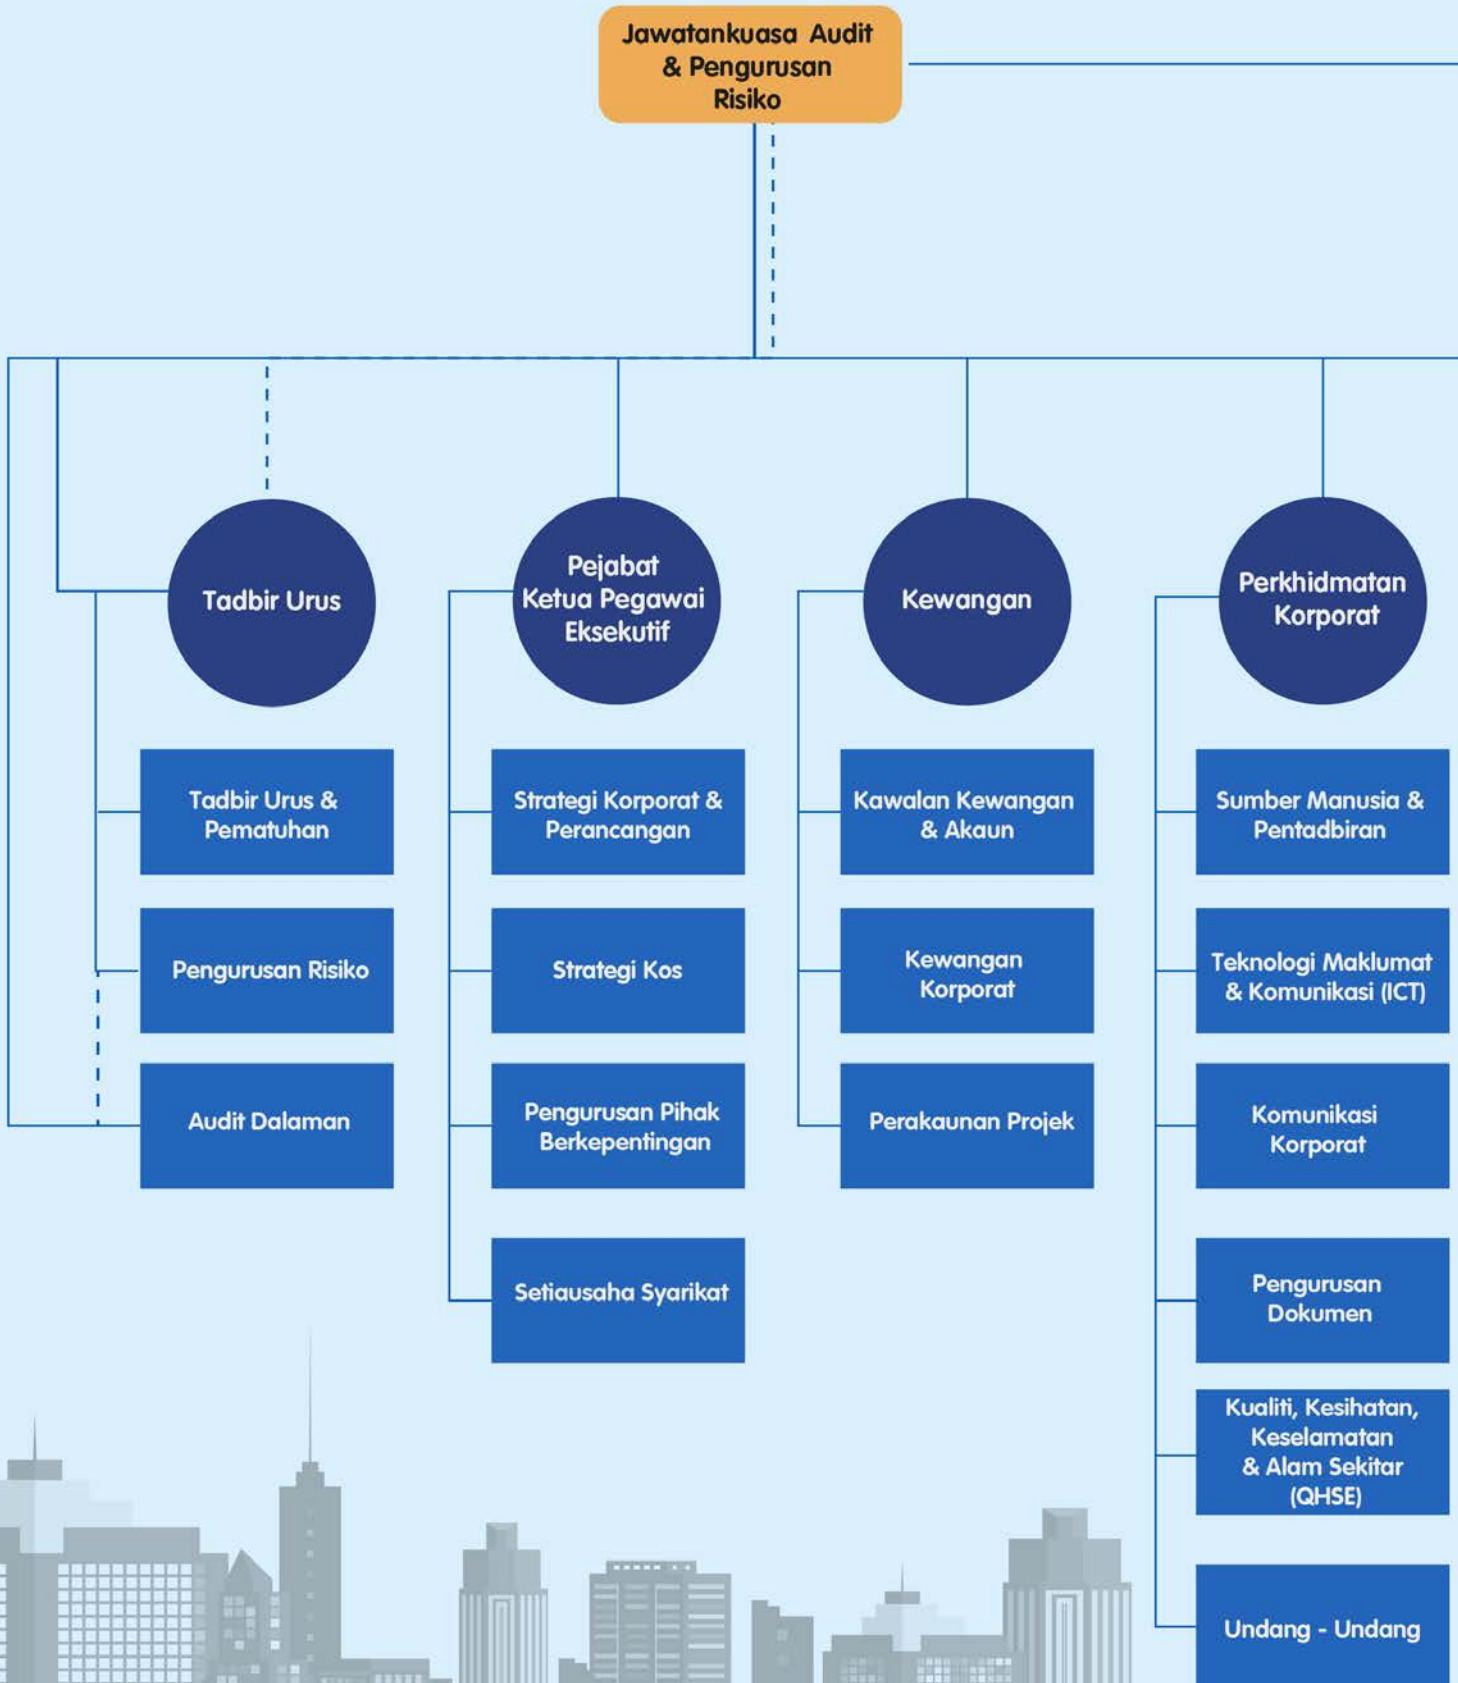 Jawatankuasa Audit
& Pengurusan
Risiko
Tadbir Urus
Tadbir Urus &
Pematuhan
Pengurusan Risiko
Audit Dalaman
Pejabat
Ketua Pegawai
Eksekutif
Strategi Korporat &
Perancangan
Strategi Kos
Pengurusan Pihak
Berkepentingan
Setiausaha Syarikat
Kewangan
Kawalan Kewangan
& Akaun
Kewangan
Korporat
Perakaunan Projek
Perkhidmatan
Korporat
Sumber Manusia &
Pentadbiran
Teknologi Maklumat
& Komunikasi (ICT)
Komunikasi
Korporat
Pengurusan
Dokumen
Kualiti, Kesihatan,
Keselamatan
& Alam Sekitar
(QHSE)
Undang - Undang